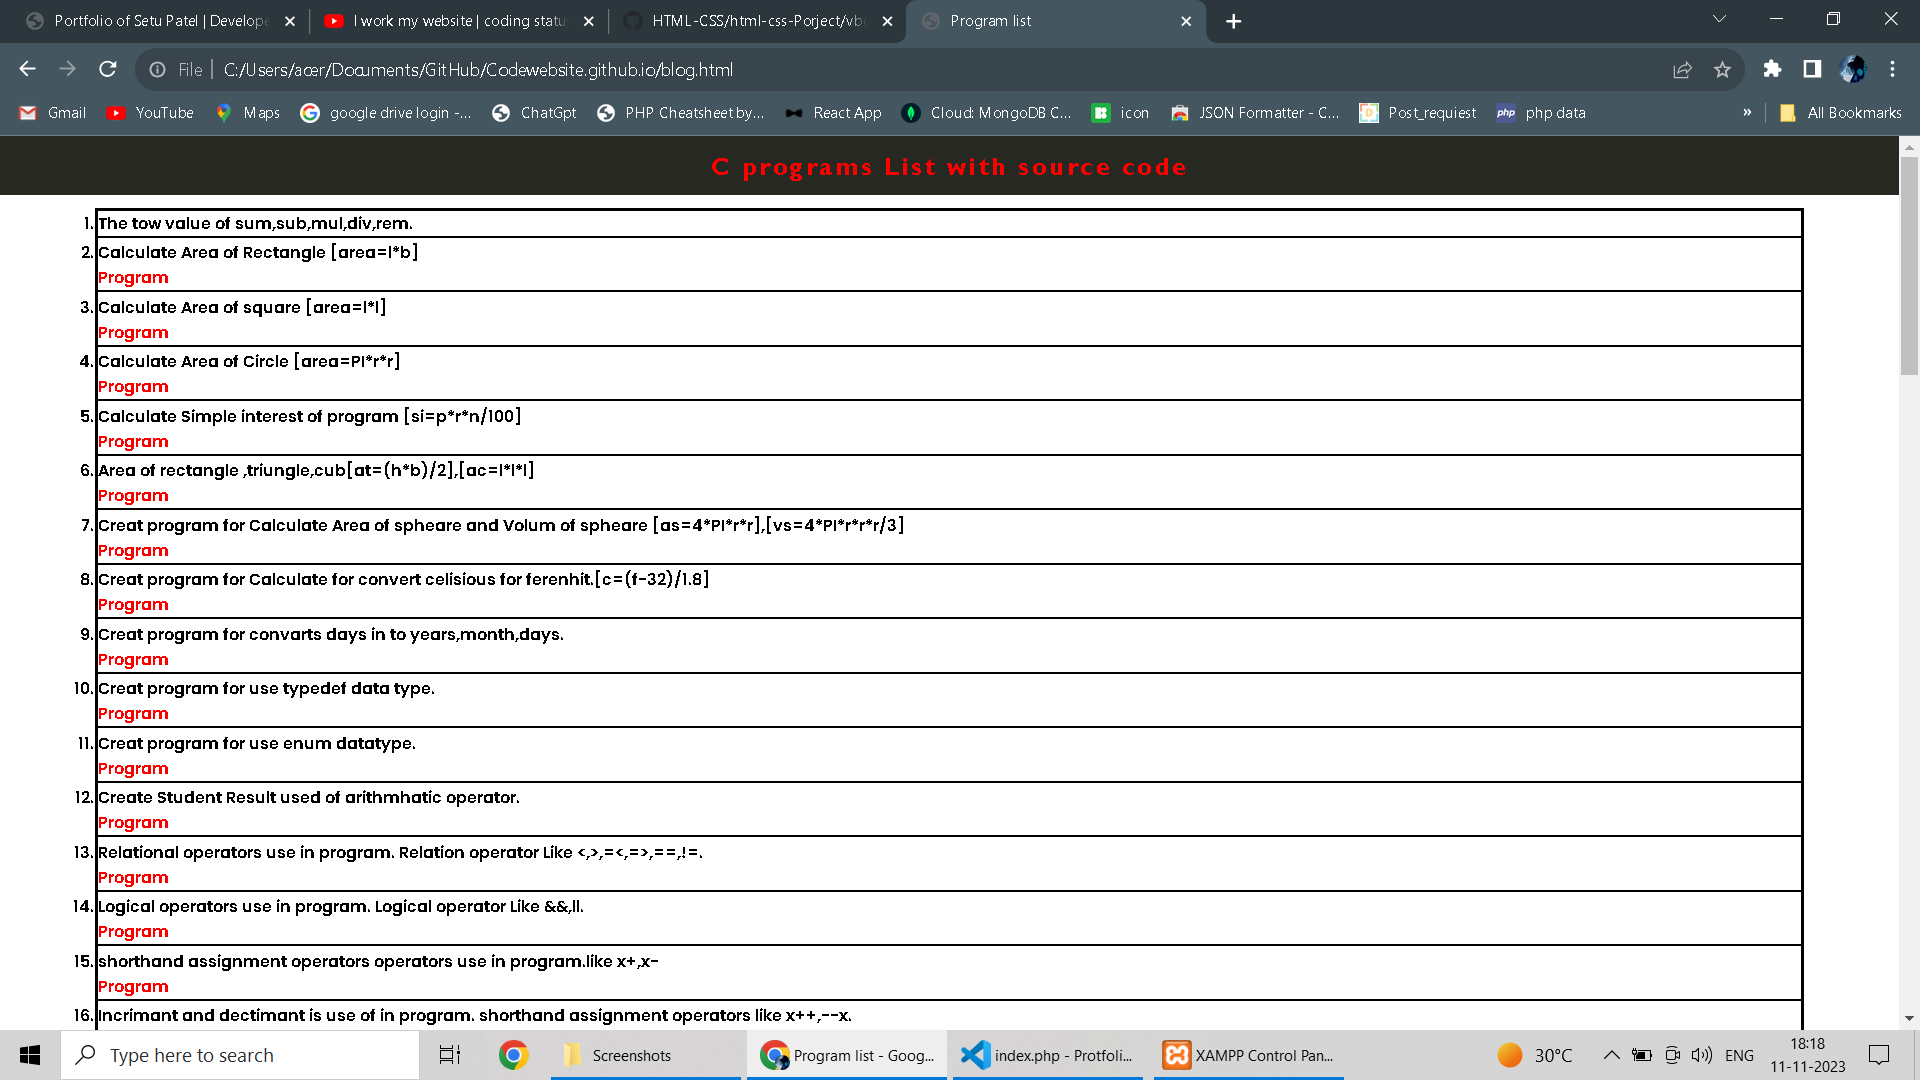 Portfolio of Setu Patel | Develope
I work my website | coding statu
HTML-CSS/html-css-Porject/vb
Program list
File
C:/Users/acer/Documents/GitHub/Codewebsite.github.io/blog.html
Gmail
YouTube
Maps
google drive login -...
ChatGpt
PHP Cheatsheet by...
React App
Cloud: MongoDB C...
icon
JSON Formatter - C...
Post_requiest
php data
»
All Bookmarks
C programs List with source code
1. The tow value of sum,sub,mul,div,rem.
2. Calculate Area of Rectangle [area=l*b]
Program
3. Calculate Area of square [area=l*l]
Program
4. Calculate Area of Circle [area=PI*r*r]
Program
5. Calculate Simple interest of program [si=p*r*n/100]
Program
6. Area of rectangle ,triungle,cub[at=(h*b)/2],[ac=l*l*l]
Program
7. Creat program for Calculate Area of spheare and Volum of spheare [as=4*PI*r*r],[vs=4*PI*r*r*r/3]
Program
8. Creat program for Calculate for convert celisious for ferenhit.[c=(f-32)/1.8]
Program
9. Creat program for convarts days in to years,month,days.
Program
10. Creat program for use typedef data type.
Program
11. Creat program for use enum datatype.
Program
12. Create Student Result used of arithmhatic operator.
Program
13. Relational operators use in program. Relation operator Like <,>,=<,=>,==,!=.
Program
14. Logical operators use in program. Logical operator Like &&,ll.
Program
15. shorthand assignment operators operators use in program.like x+,x-
Program
16. Incrimant and dectimant is use of in program. shorthand assignment operators like x++,--x.
Type here to search
Screenshots
Program list - Goog...
index.php - Protfoli...
XAMPP Control Pan...
30°C
ENG
18:18
11-11-2023